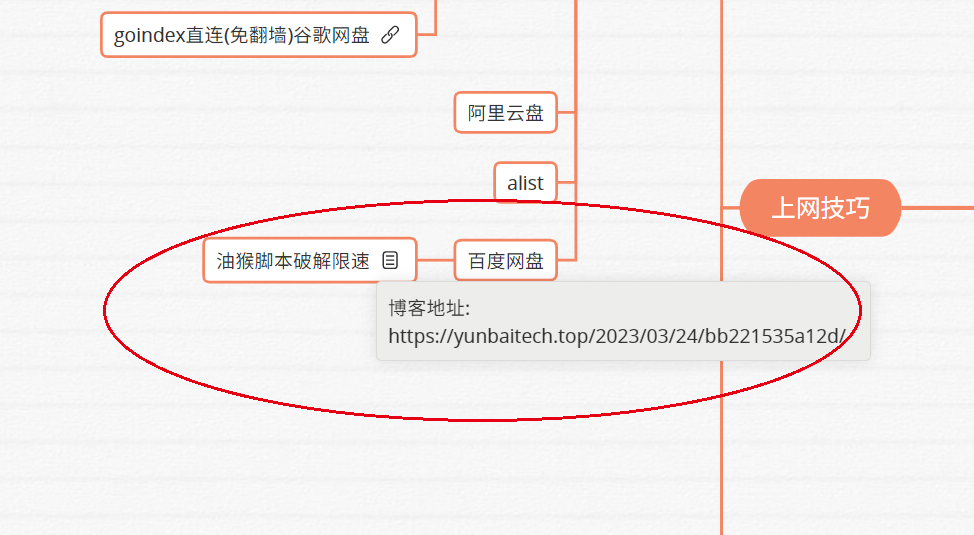 goindex直连(免翻墙)谷歌网盘
阿里云盘
alist
上网技巧
油猴脚本破解限速
百度网盘
博客地址:
https://yunbaitech.top/2023/03/24/bb221535a12d/